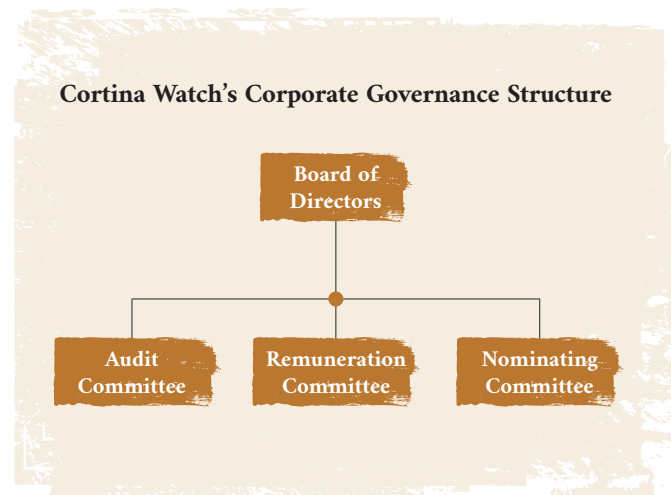 Cortina Watch’s Corporate Governance Structure
Board of
Directors
Audit
Committee
Remuneration
Committee
Nominating
Committee